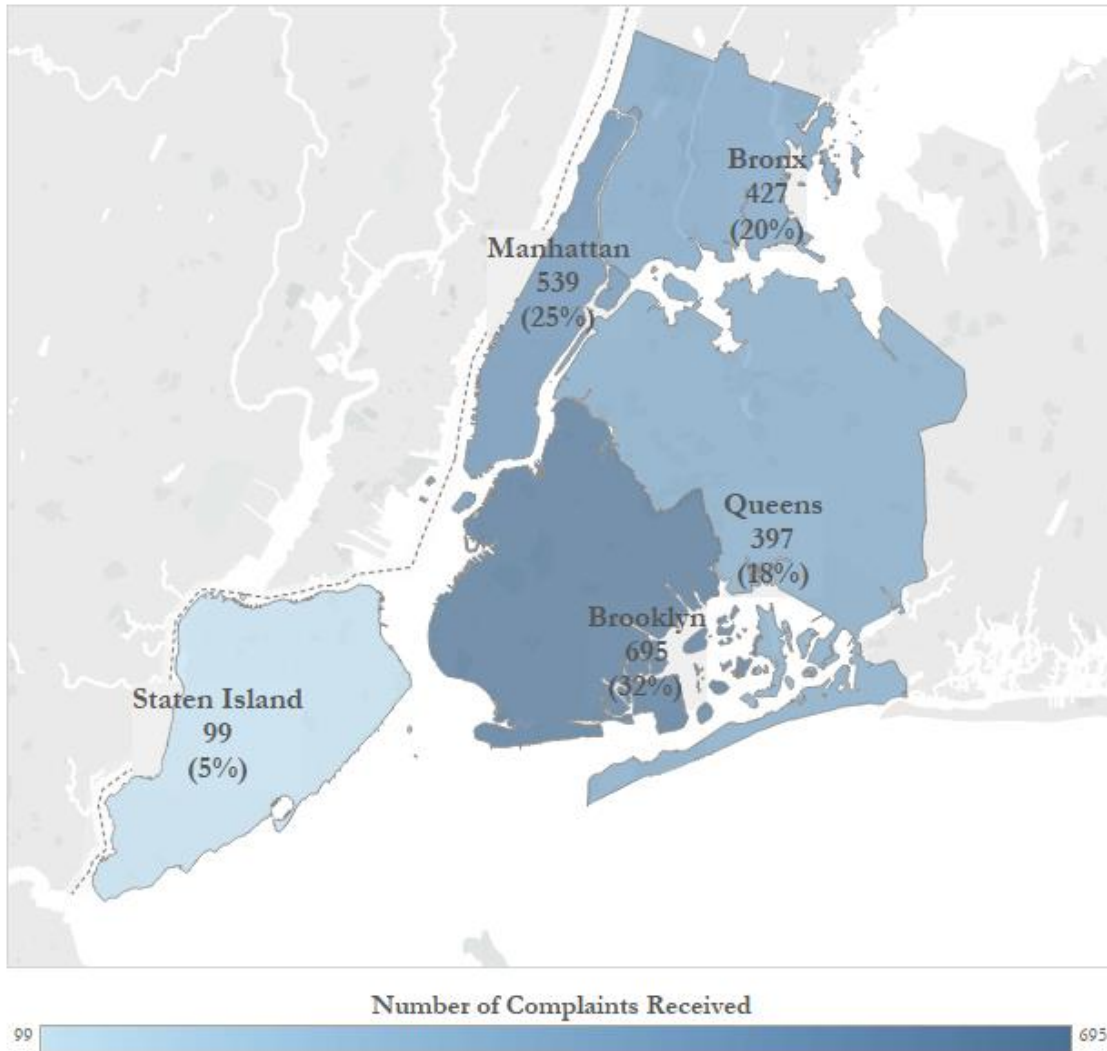 Bronx
427
(20%)
Manhattan
539
(25%)
Queens
397
(18%)
Brooklyn
695
(32%)
Staten Island
99
(5%)
Number of Complaints Received
99
695